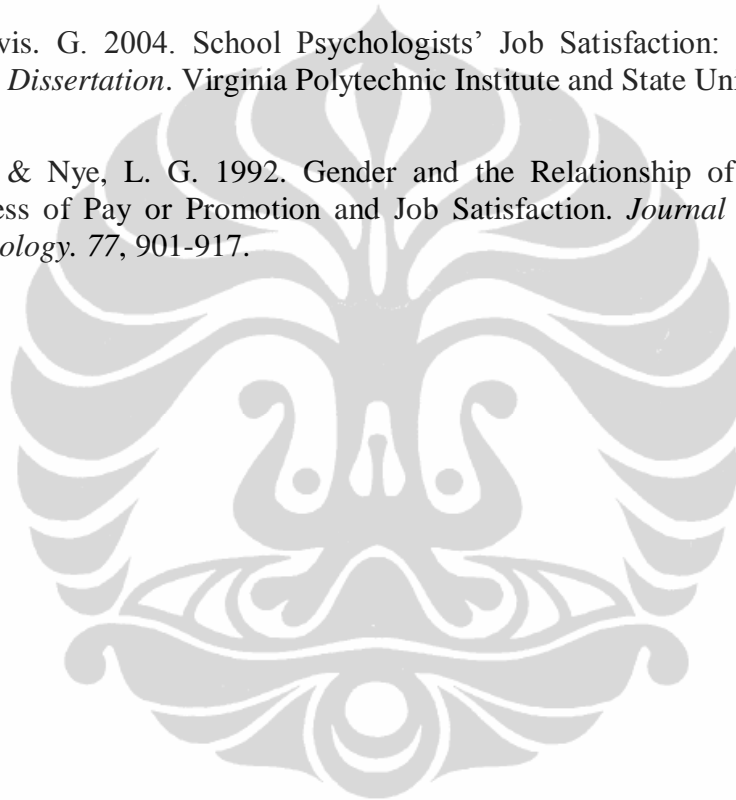 vis. G. 2004. School Psychologists’ Job Satisfaction:
Dissertation. Virginia Polytechnic Institute and State Uni
& Nye, L. G. 1992. Gender and the Relationship of
ess of Pay or Promotion and Job Satisfaction. Journal
ology. 77, 901-917.